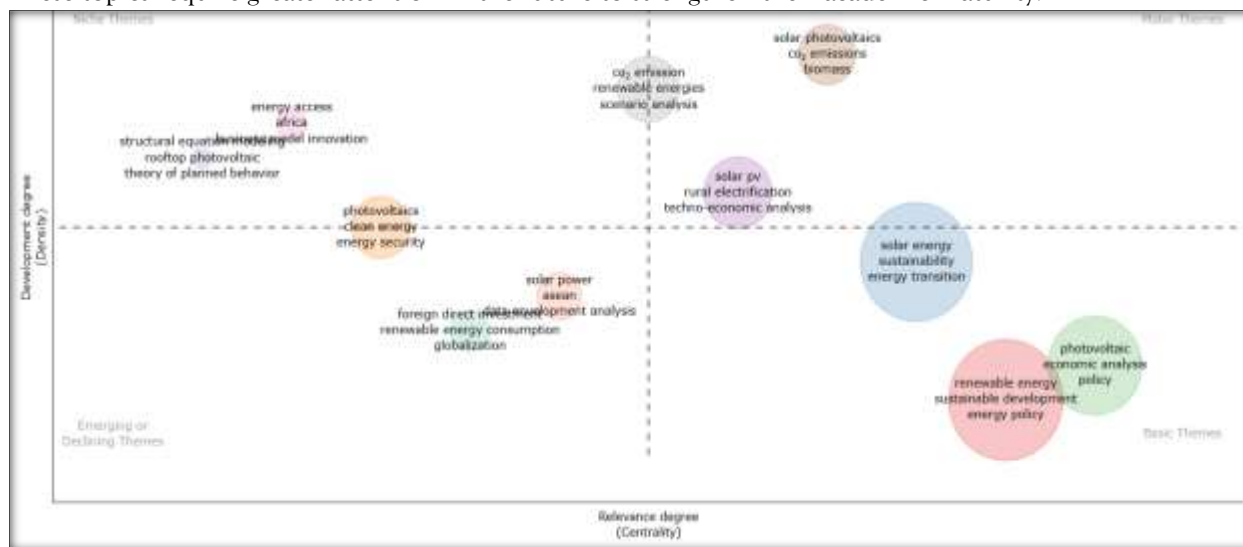 Niche Themes
solar photovoltaics
co₂ emissions
biomass
co₂ emission
renewable energies
scenario analysis
energy access
africa
business model innovation
structural equation modeling
rooftop photovoltaic
theory of planned behavior
solar pv
rural electrification
techno-economic analysis
photovoltaics
clean energy
energy security
solar energy
sustainability
energy transition
solar power
asean
data envelopment analysis
foreign direct investment
renewable energy consumption
globalization
photovoltaic
economic analysis
policy
renewable energy
sustainable development
energy policy
Emerging or
Declining Themes
Basic Themes
Development degree
(Density)
Relevance degree
(Centrality)